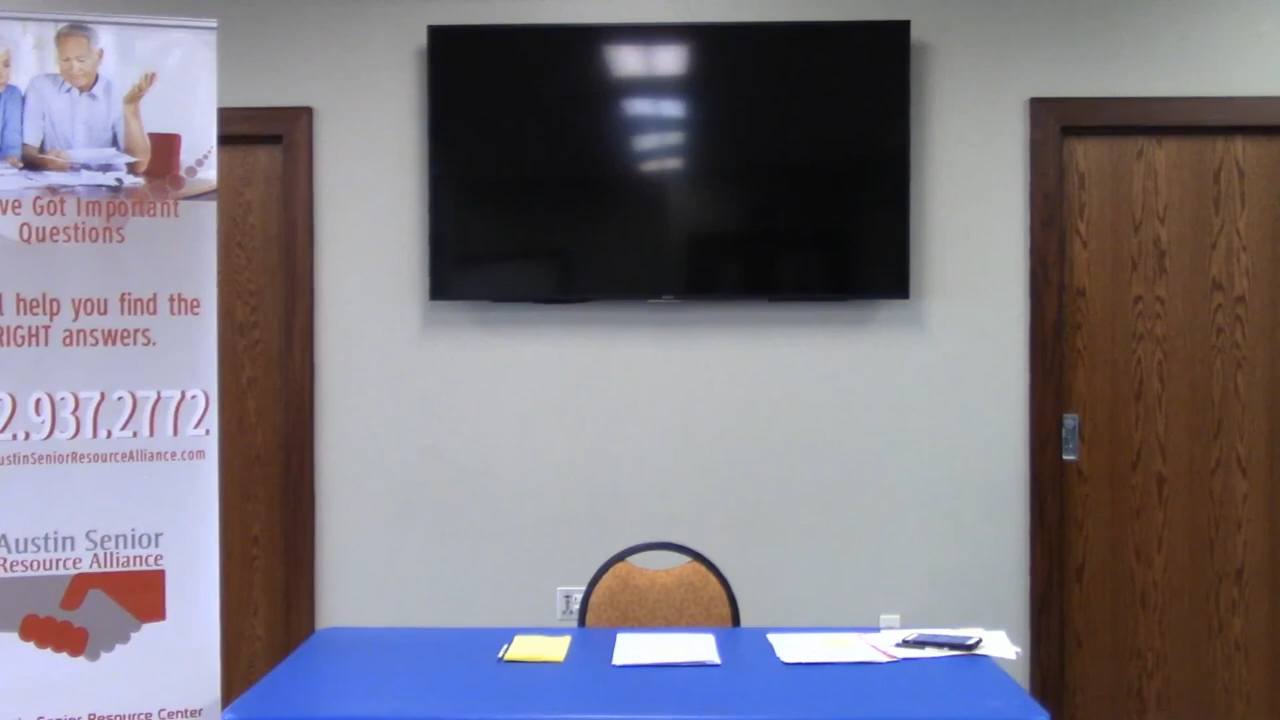 ve Got Important
Questions
l help you find the
RIGHT answers.
2.937.2772
ustinSeniorResourceAlliance.com
Austin Senior
Resource Alliance
Senior Resource Center